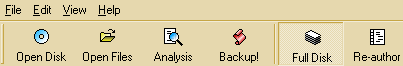 File Edit View Help
Open Disk Open Files Analysis Backup! Full Disk Re-author